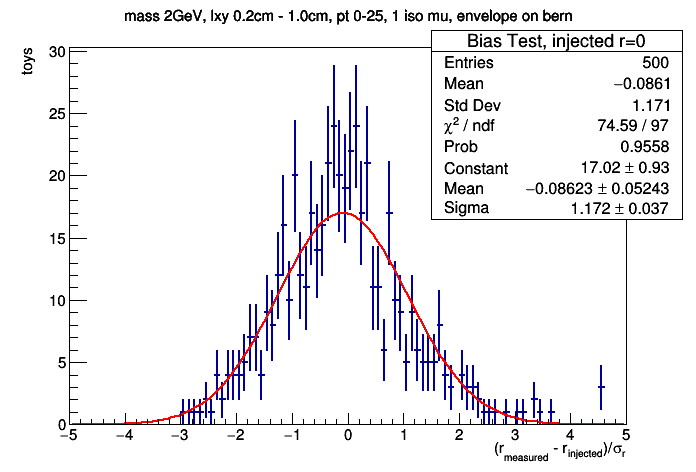 mass 2GeV, lxy 0.2cm - 1.0cm, pt 0-25, 1 iso mu, envelope on bern
toys
30
25
20
15
10
5
0
Bias Test, injected r=0
Entries 500
Mean −0.0861
Std Dev 1.171
χ² / ndf 74.59 / 97
Prob 0.9558
Constant 17.02 ± 0.93
Mean −0.08623 ± 0.05243
Sigma 1.172 ± 0.037
−5 −4 −3 −2 −1 0 1 2 3 4 5
(r_measured - r_injected)/σ_r